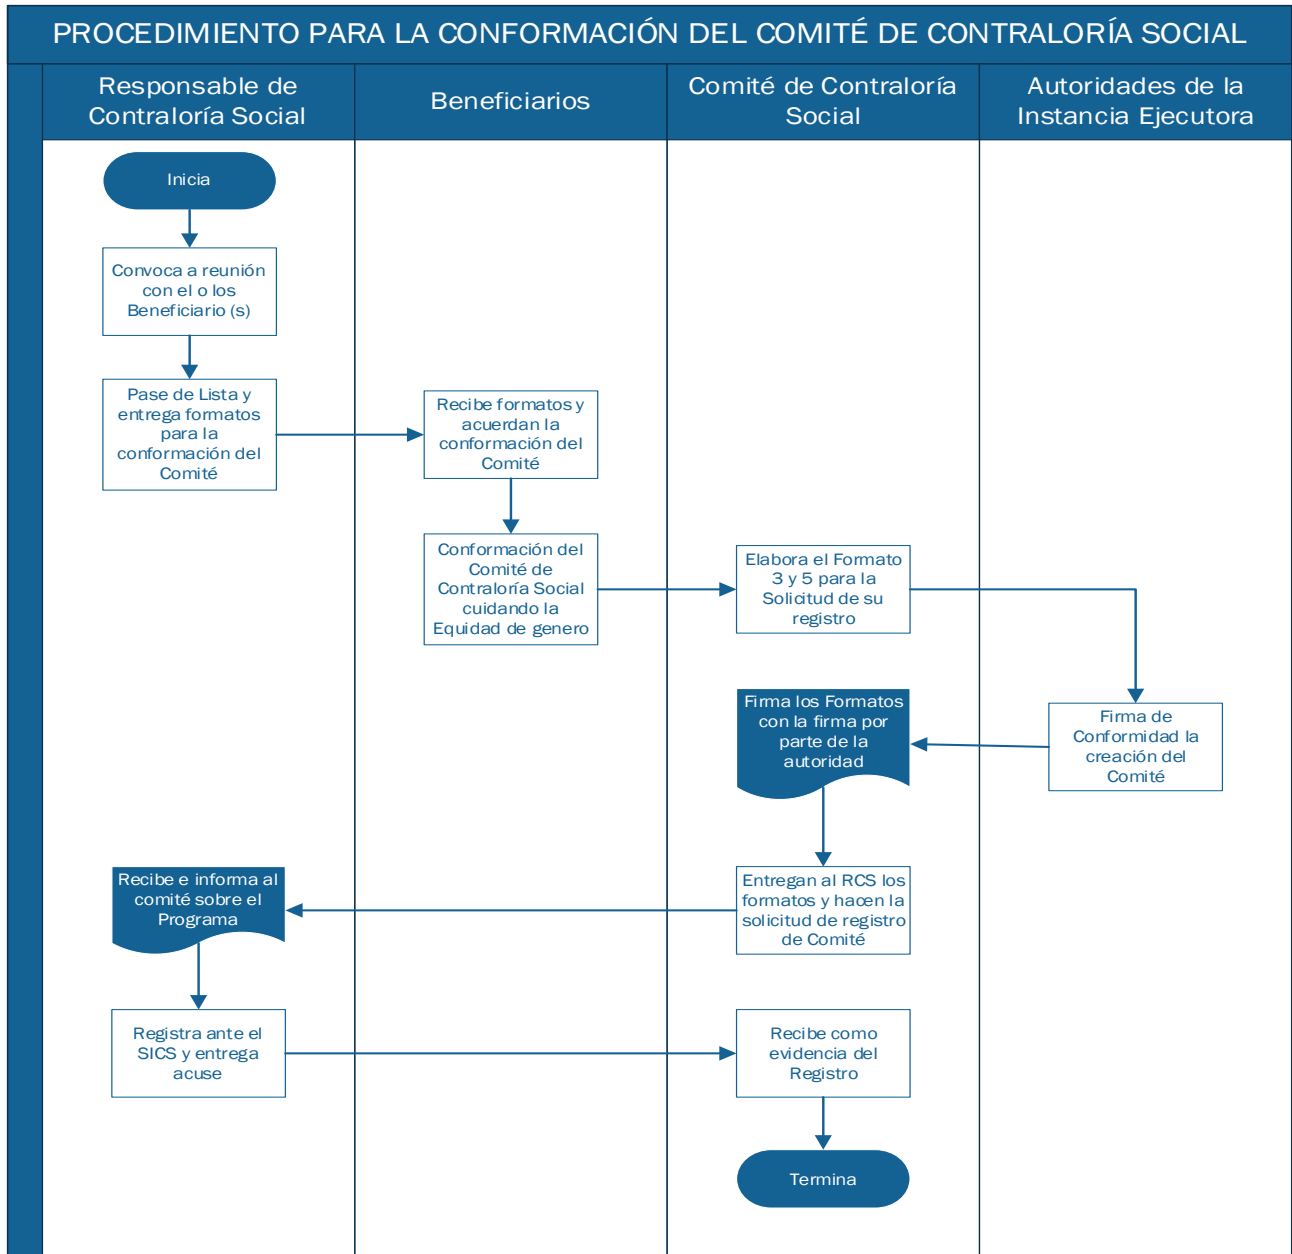 PROCEDIMIENTO PARA LA CONFORMACIÓN DEL COMITÉ DE CONTRALORÍA SOCIAL
Responsable de
Contraloría Social
Beneficiarios
Comité de Contraloría
Social
Autoridades de la
Instancia Ejecutora
Inicia
Convoca a reunión
con el o los
Beneficiario (s)
Pase de Lista y
entrega formatos
para la
conformación del
Comité
Recibe formatos y
acuerdan la
conformación del
Comité
Conformación del
Comité de
Contraloría Social
cuidando la
Equidad de genero
Elabora el Formato
3 y 5 para la
Solicitud de su
registro
Firma de
Conformidad la
creación del
Comité
Firma los Formatos
con la firma por
parte de la
autoridad
Entregan al RCS los
formatos y hacen la
solicitud de registro
de Comité
Recibe e informa al
comité sobre el
Programa
Registra ante el
SICS y entrega
acuse
Recibe como
evidencia del
Registro
Termina